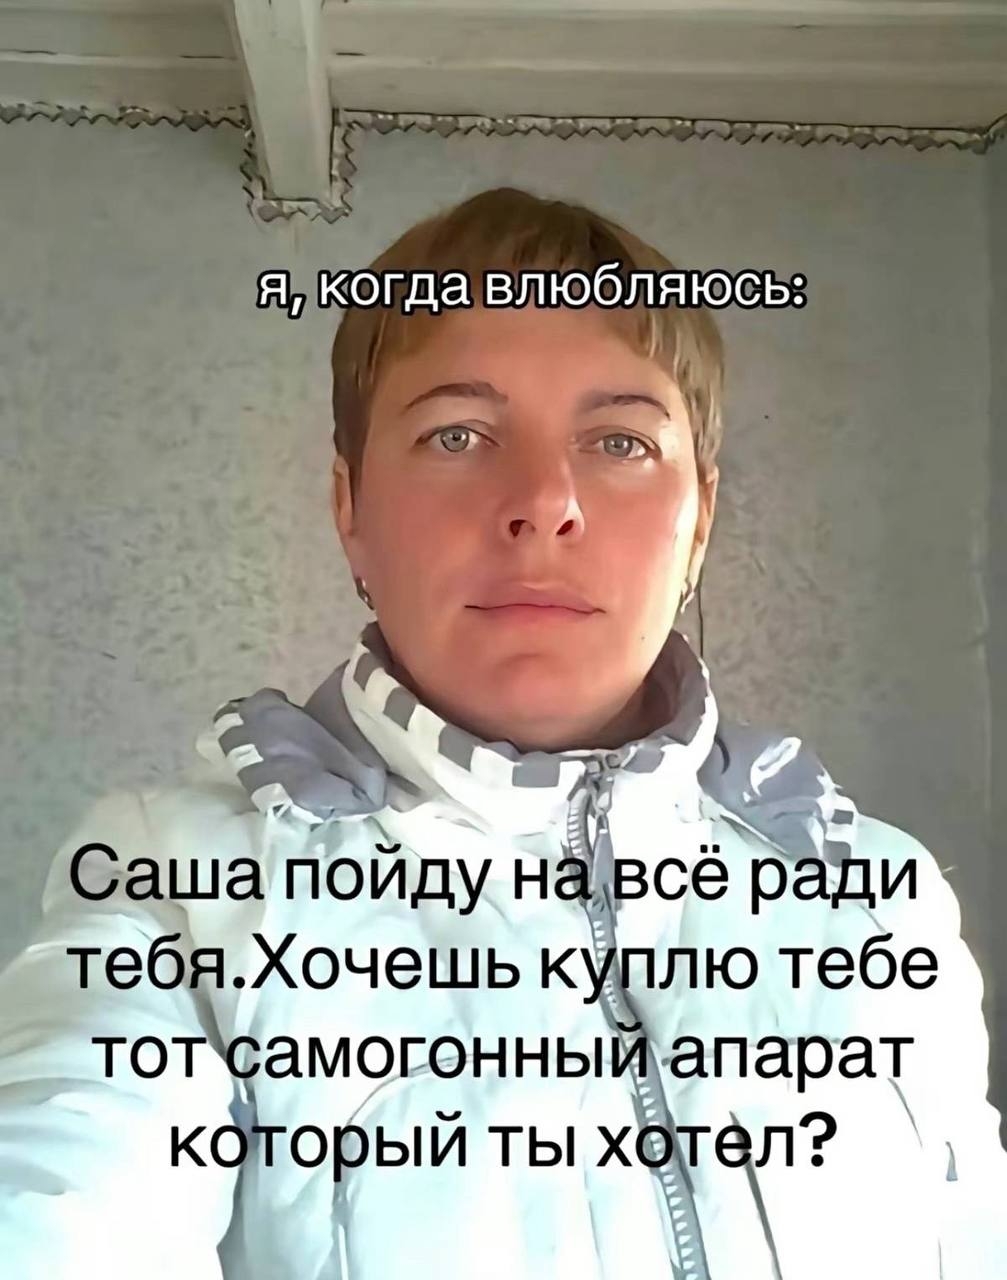 я, когда влюбляюсь:
Саша пойду на всё ради
тебя.Хочешь куплю тебе
тот самогонный апарат
который ты хотел?